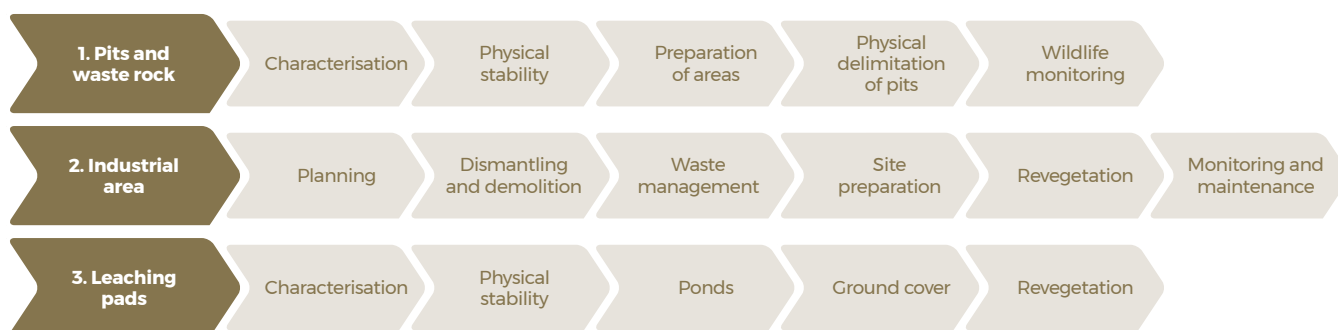 1. Pits and
waste rock
Characterisation
Physical
stability
Preparation
of areas
Physical
delimitation
of pits
Wildlife
monitoring
2. Industrial
area
Planning
Dismantling
and demolition
Waste
management
Site
preparation
Revegetation
Monitoring and
maintenance
3. Leaching
pads
Characterisation
Physical
stability
Ponds
Ground cover
Revegetation